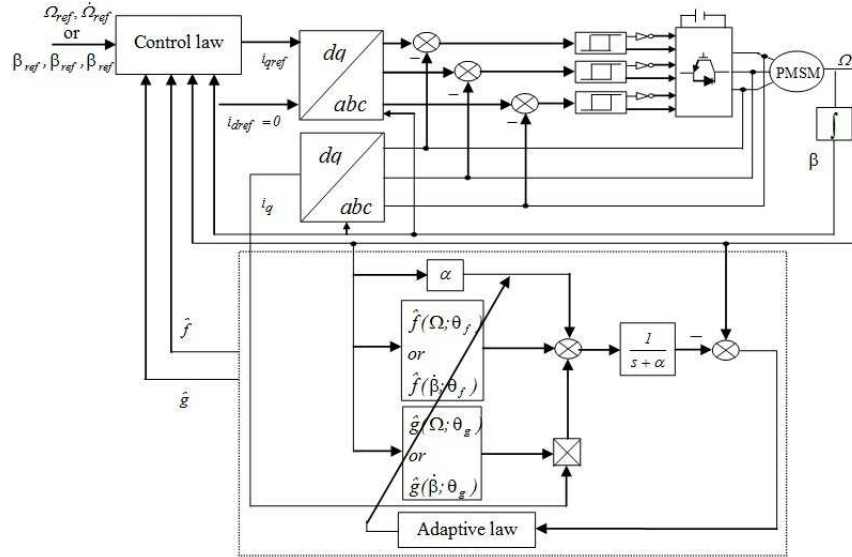 Ω_ref, Ω̇_ref
or
β_ref, β̇_ref, β̈_ref
Control law
i_qref
dq
abc
i_dref =0
−
−
−
PMSM
Ω
∫
β
dq
abc
i_q
α
f̂
ĝ
f̂(Ω;θ_f)
or
f̂(β̇;θ_f)
ĝ(Ω;θ_g)
or
ĝ(β̇;θ_g)
1
s+α
−
Adaptive law